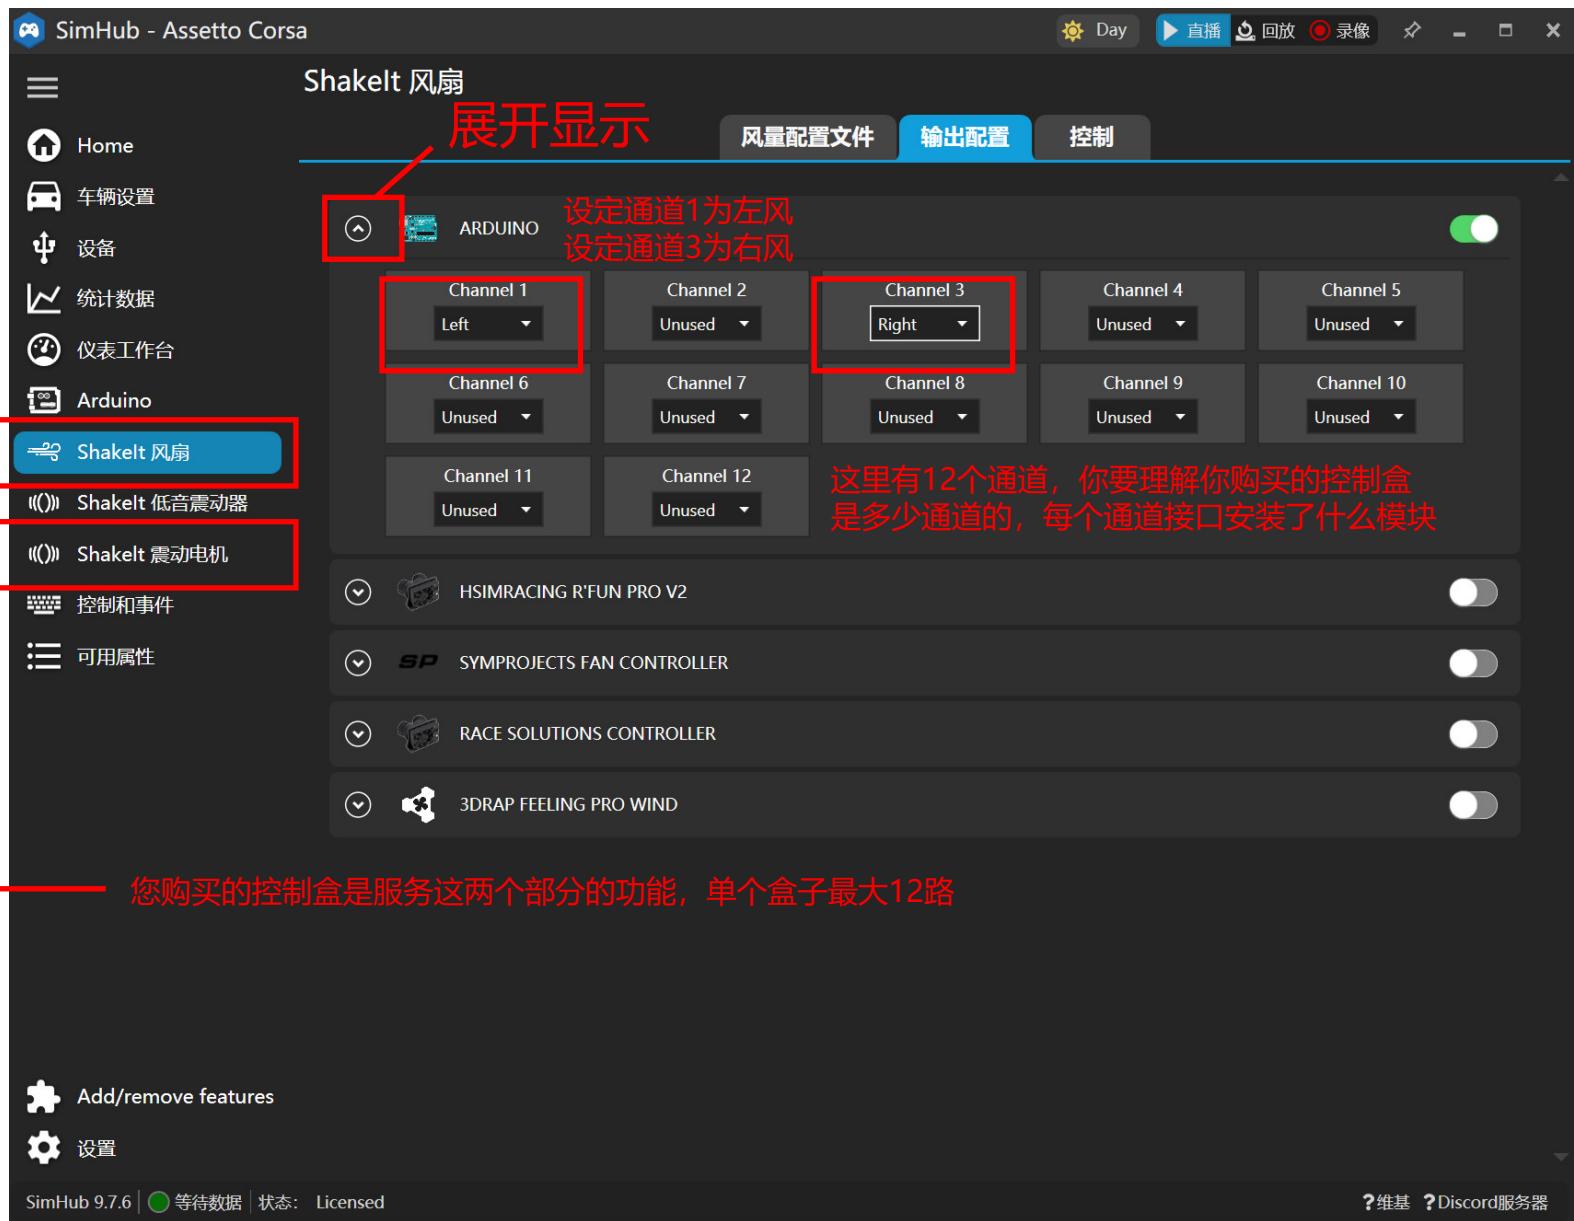 SimHub - Assetto Corsa
Day
直播
回放
录像
ShakeIt 风扇
展开显示
风量配置文件
输出配置
控制
Home
车辆设置
设备
统计数据
仪表工作台
Arduino
ShakeIt 风扇
ShakeIt 低音震动器
ShakeIt 震动电机
控制和事件
可用属性
ARDUINO
设定通道1为左风
设定通道3为右风
Channel 1
Left
Channel 2
Unused
Channel 3
Right
Channel 4
Unused
Channel 5
Unused
Channel 6
Unused
Channel 7
Unused
Channel 8
Unused
Channel 9
Unused
Channel 10
Unused
Channel 11
Unused
Channel 12
Unused
这里有12个通道，你要理解你购买的控制盒
是多少通道的，每个通道接口安装了什么模块
HSIMRACING R'FUN PRO V2
SP
SYMPROJECTS FAN CONTROLLER
RACE SOLUTIONS CONTROLLER
3DRAP FEELING PRO WIND
您购买的控制盒是服务这两个部分的功能，单个盒子最大12路
Add/remove features
设置
SimHub 9.7.6
等待数据
状态： Licensed
?维基
?Discord服务器